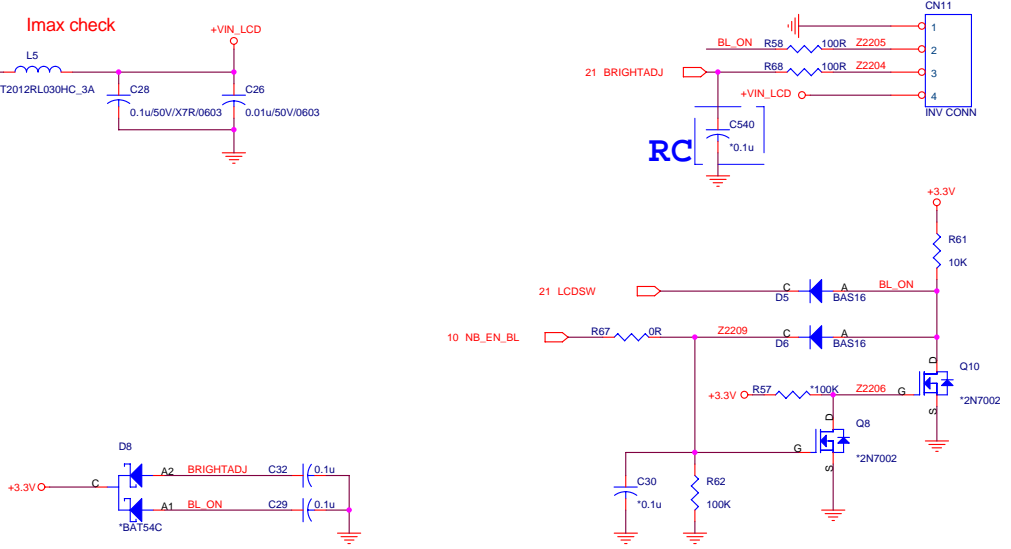 Imax check
+VIN_LCD
L5
T2012RL030HC_3A
C28
0.1u/50V/X7R/0603
C26
0.01u/50V/0603
CN11
1
BL_ON R58 100R Z2205 2
21 BRIGHTADJ R68 100R Z2204 3
+VIN_LCD 4
INV CONN
C540
*0.1u
RC
+3.3V
R61
10K
21 LCDSW C A BL_ON
D5 BAS16
10 NB_EN_BL R67 0R Z2209 C A
D6 BAS16
D
Q10
+3.3V R57 *100K Z2206 G
*2N7002
S
D
Q8
G
*2N7002
S
C30
*0.1u
R62
100K
D8
A2 BRIGHTADJ C32 0.1u
+3.3V C
A1 BL_ON C29 0.1u
*BAT54C